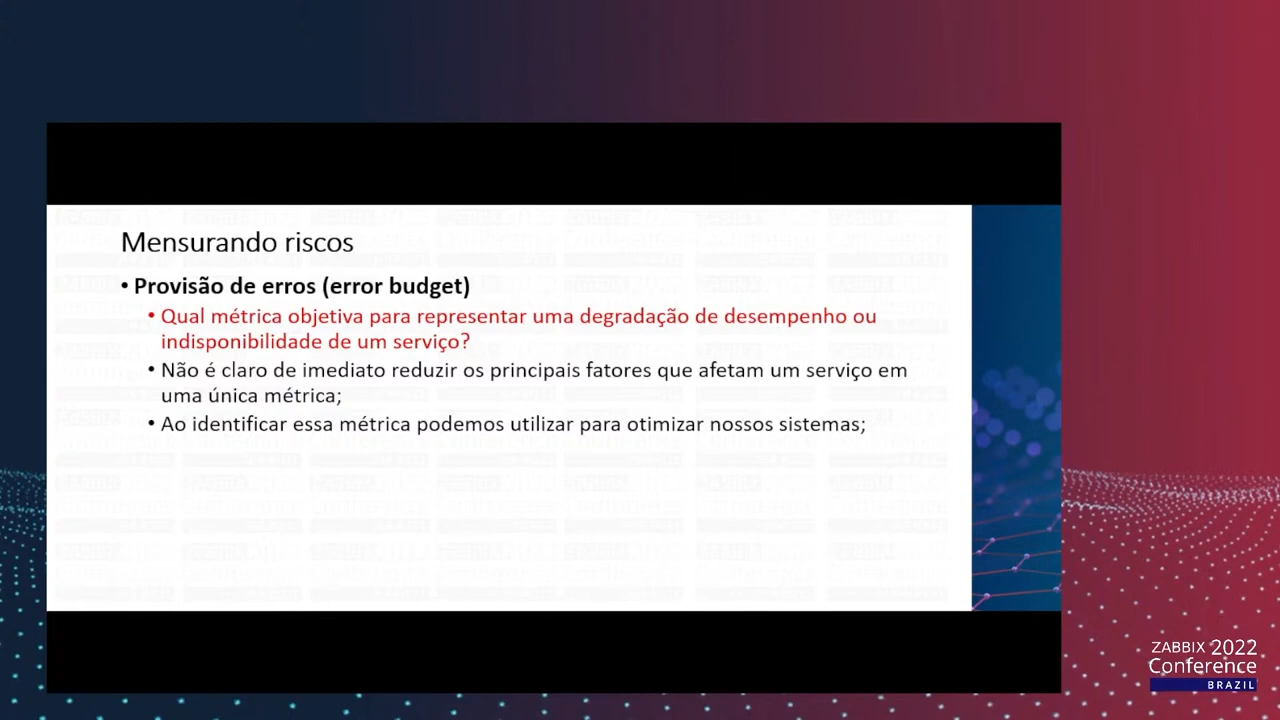 Mensurando riscos
• Provisão de erros (error budget)
• Qual métrica objetiva para representar uma degradação de desempenho ou
indisponibilidade de um serviço?
• Não é claro de imediato reduzir os principais fatores que afetam um serviço em
uma única métrica;
• Ao identificar essa métrica podemos utilizar para otimizar nossos sistemas;
ZABBIX 2022
Conference
BRAZIL